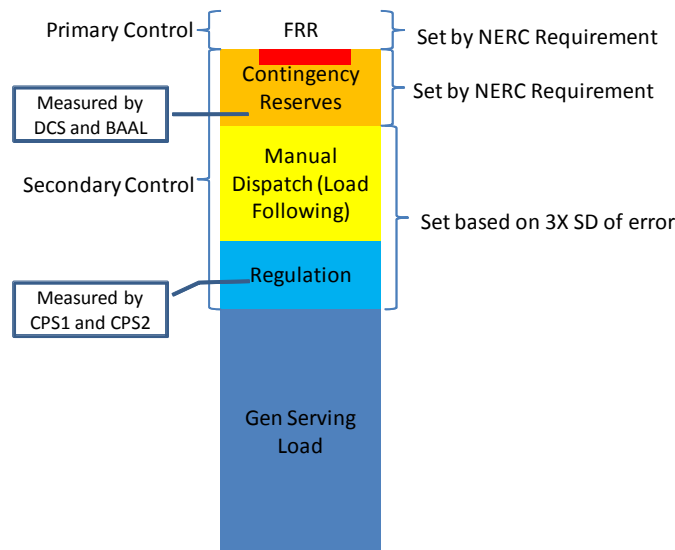 Primary Control
FRR
Set by NERC Requirement
Contingency
Reserves
Set by NERC Requirement
Measured by
DCS and BAAL
Manual
Dispatch (Load
Following)
Secondary Control
Set based on 3X SD of error
Regulation
Measured by
CPS1 and CPS2
Gen Serving
Load